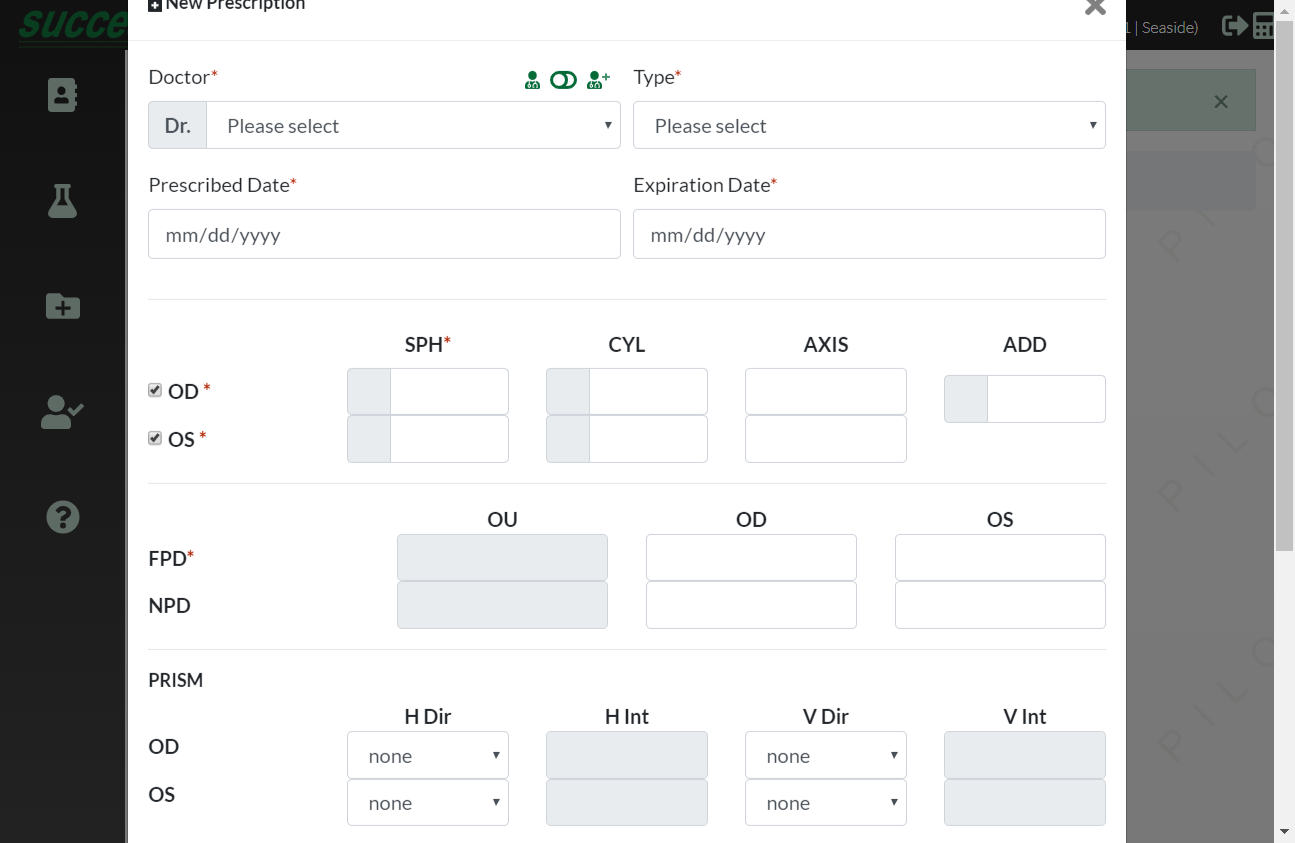 New Prescription
SUCCE
1 | Seaside)
Doctor*
Type*
Dr. Please select
Please select
Prescribed Date*
Expiration Date*
mm/dd/yyyy
mm/dd/yyyy
SPH* CYL AXIS ADD
OD *
OS *
OU OD OS
FPD*
NPD
PRISM
H Dir H Int V Dir V Int
OD none none
OS none none
P I L O
P I L O
P I L O